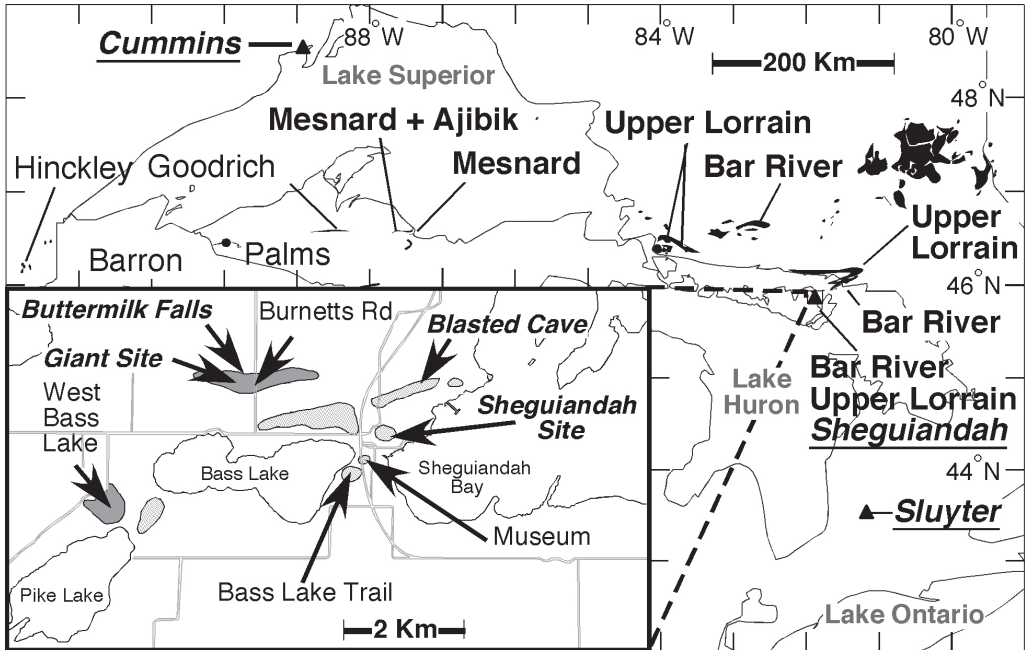 88°W
84°W
80°W
Cummins
Lake Superior
200 Km
48°N
Mesnard + Ajibik
Upper Lorrain
Hinckley
Goodrich
Mesnard
Bar River
Upper
Lorrain
Barron
Palms
46°N
Buttermilk Falls
Burnetts Rd
Blasted Cave
Bar River
Giant Site
West
Bass
Lake
Sheguiandah
Site
Lake
Huron
Bar River
Upper Lorrain
Sheguiandah
Bass Lake
Sheguiandah
Bay
44°N
Museum
Sluyter
Pike Lake
Bass Lake Trail
2 Km
Lake Ontario